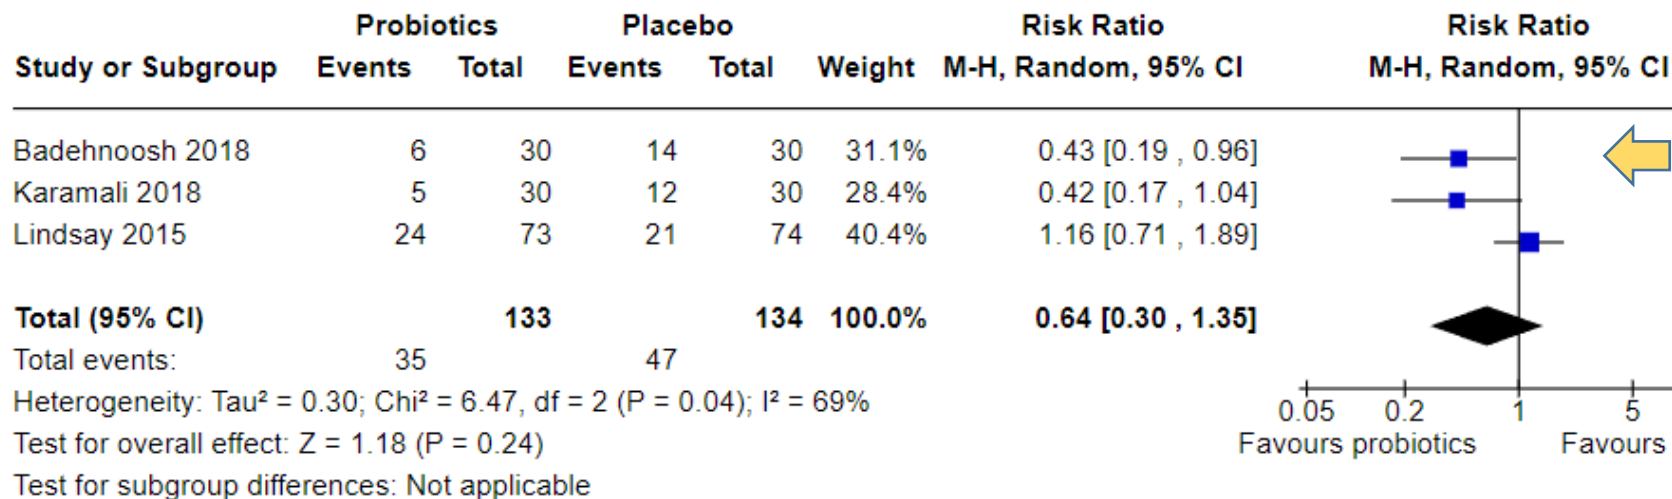 Probiotics Placebo Risk Ratio Risk Ratio
Study or Subgroup Events Total Events Total Weight M-H, Random, 95% CI M-H, Random, 95% CI
Badehnoosh 2018 6 30 14 30 31.1% 0.43 [0.19 , 0.96]
Karamali 2018 5 30 12 30 28.4% 0.42 [0.17 , 1.04]
Lindsay 2015 24 73 21 74 40.4% 1.16 [0.71 , 1.89]
Total (95% CI) 133 134 100.0% 0.64 [0.30 , 1.35]
Total events: 35 47
Heterogeneity: Tau² = 0.30; Chi² = 6.47, df = 2 (P = 0.04); I² = 69%
0.05 0.2 1 5
Test for overall effect: Z = 1.18 (P = 0.24)
Favours probiotics Favours
Test for subgroup differences: Not applicable